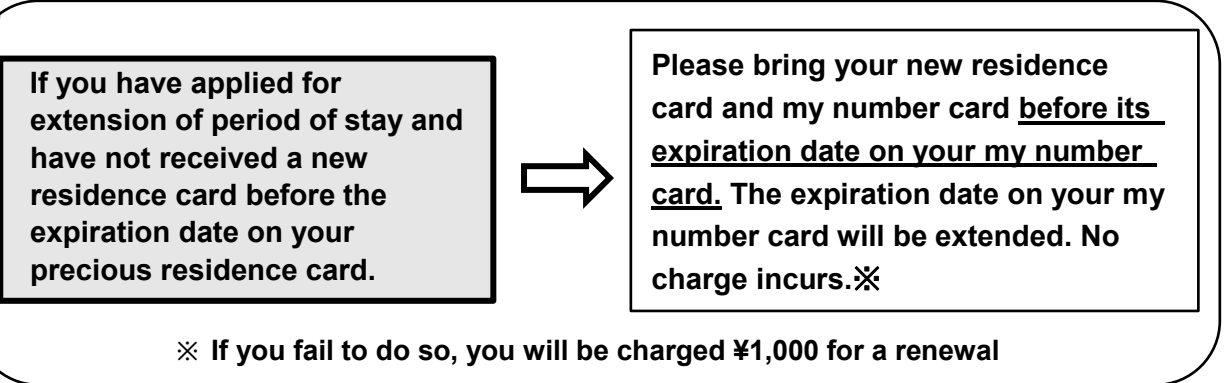 If you have applied for
extension of period of stay and
have not received a new
residence card before the
expiration date on your
precious residence card.
Please bring your new residence
card and my number card before its
expiration date on your my number
card. The expiration date on your my
number card will be extended. No
charge incurs.※
※ If you fail to do so, you will be charged ¥1,000 for a renewal